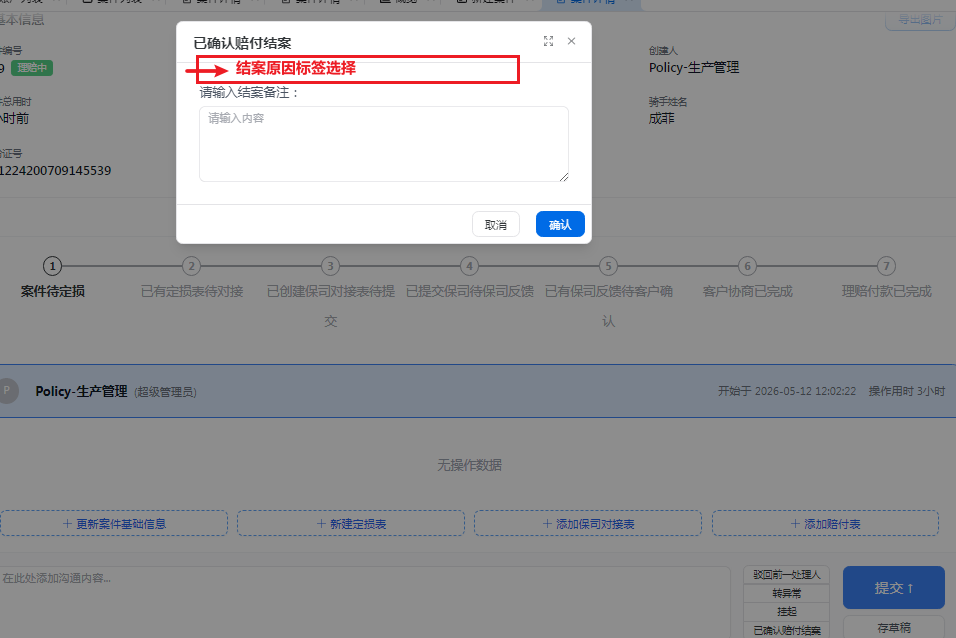 基本信息
导出图片
已确认赔付结案
结案原因标签选择
请输入结案备注：
请输入内容
取消
确认
编号
9 理赔中
创建人
Policy-生产管理
总用时
小时前
骑手姓名
成菲
证号
1224200709145539
1
2
3
4
5
6
7
案件待定损
已有定损表待对接
已创建保司对接表待提
交
已提交保司待保司反馈
已有保司反馈待客户确
认
客户协商已完成
理赔付款已完成
P
Policy-生产管理 (超级管理员)
开始于 2026-05-12 12:02:22 操作用时 3小时
无操作数据
+ 更新案件基础信息
+ 新建定损表
+ 添加保司对接表
+ 添加赔付表
在此处添加沟通内容...
驳回前一处理人
转异常
挂起
已确认赔付结案
提交↑
存草稿